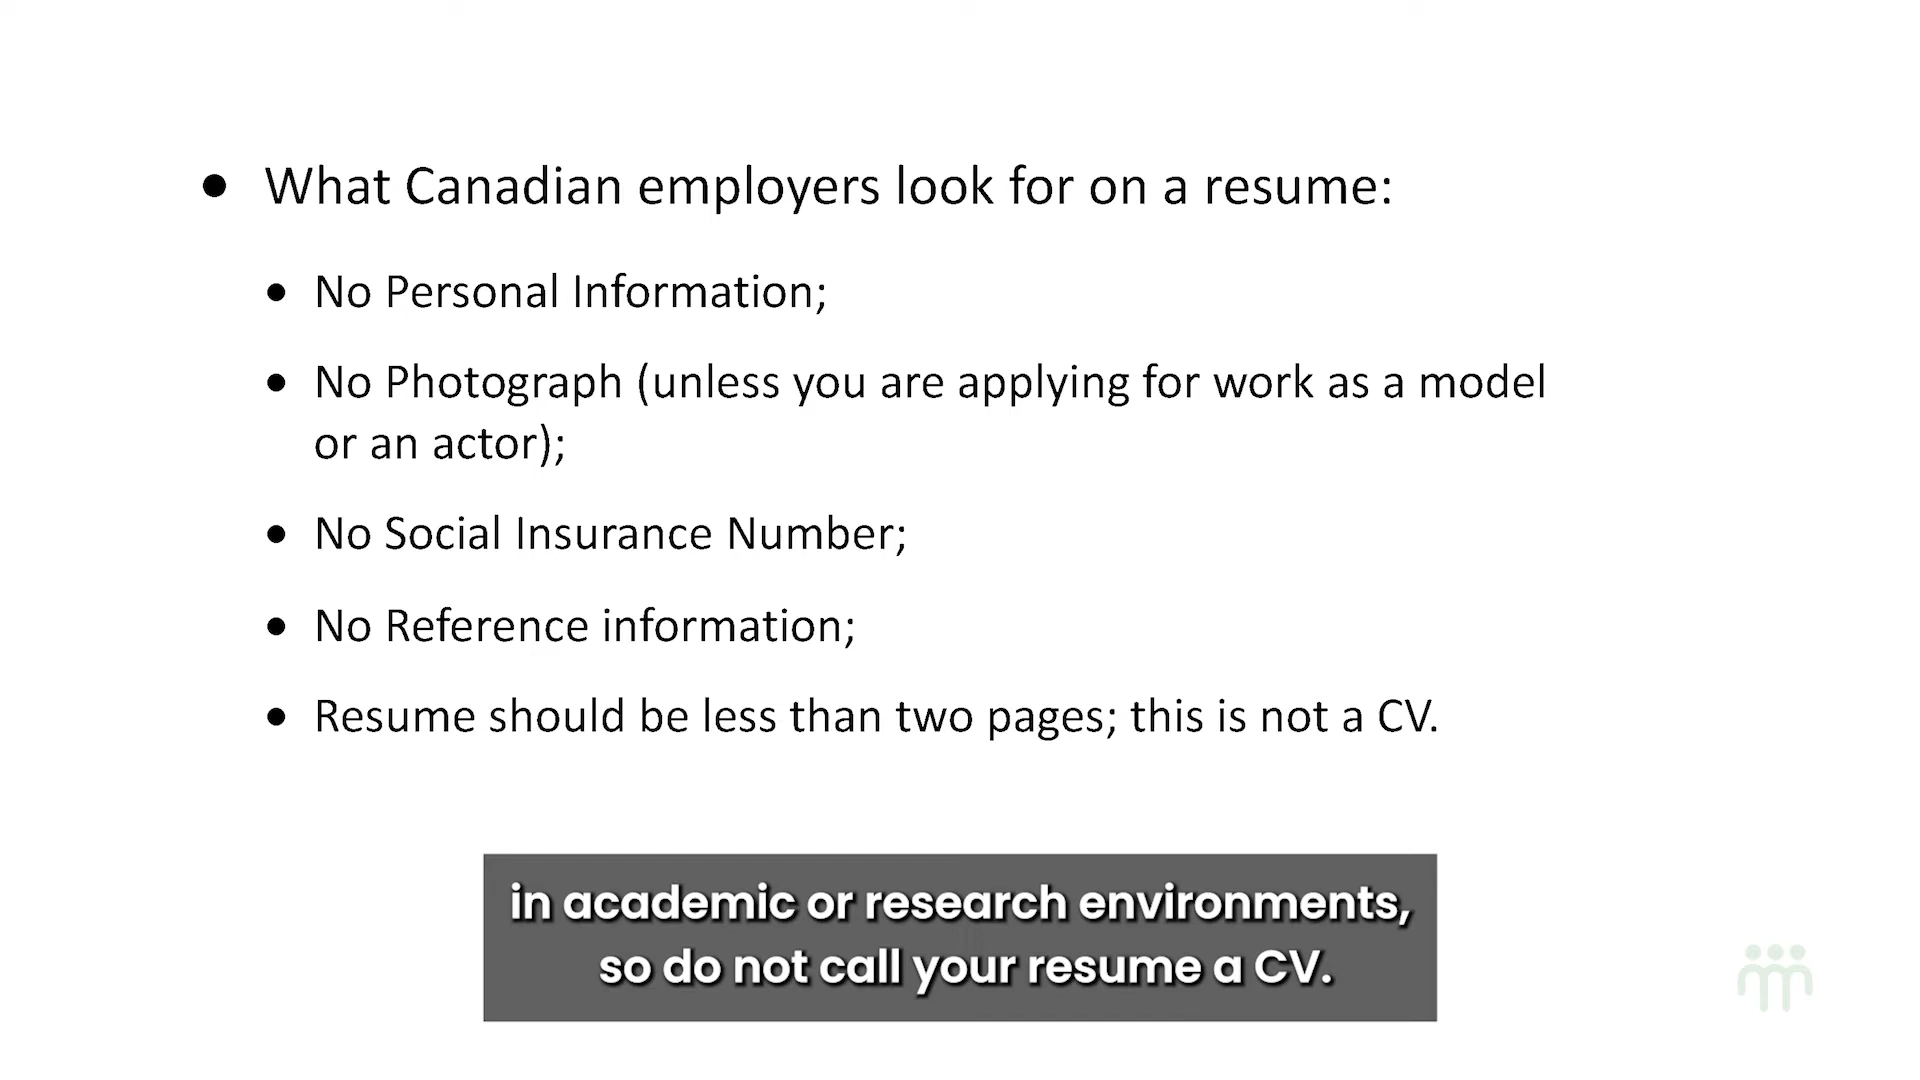 • What Canadian employers look for on a resume:
• No Personal Information;
• No Photograph (unless you are applying for work as a model
or an actor);
• No Social Insurance Number;
• No Reference information;
• Resume should be less than two pages; this is not a CV.
in academic or research environments,
so do not call your resume a CV.